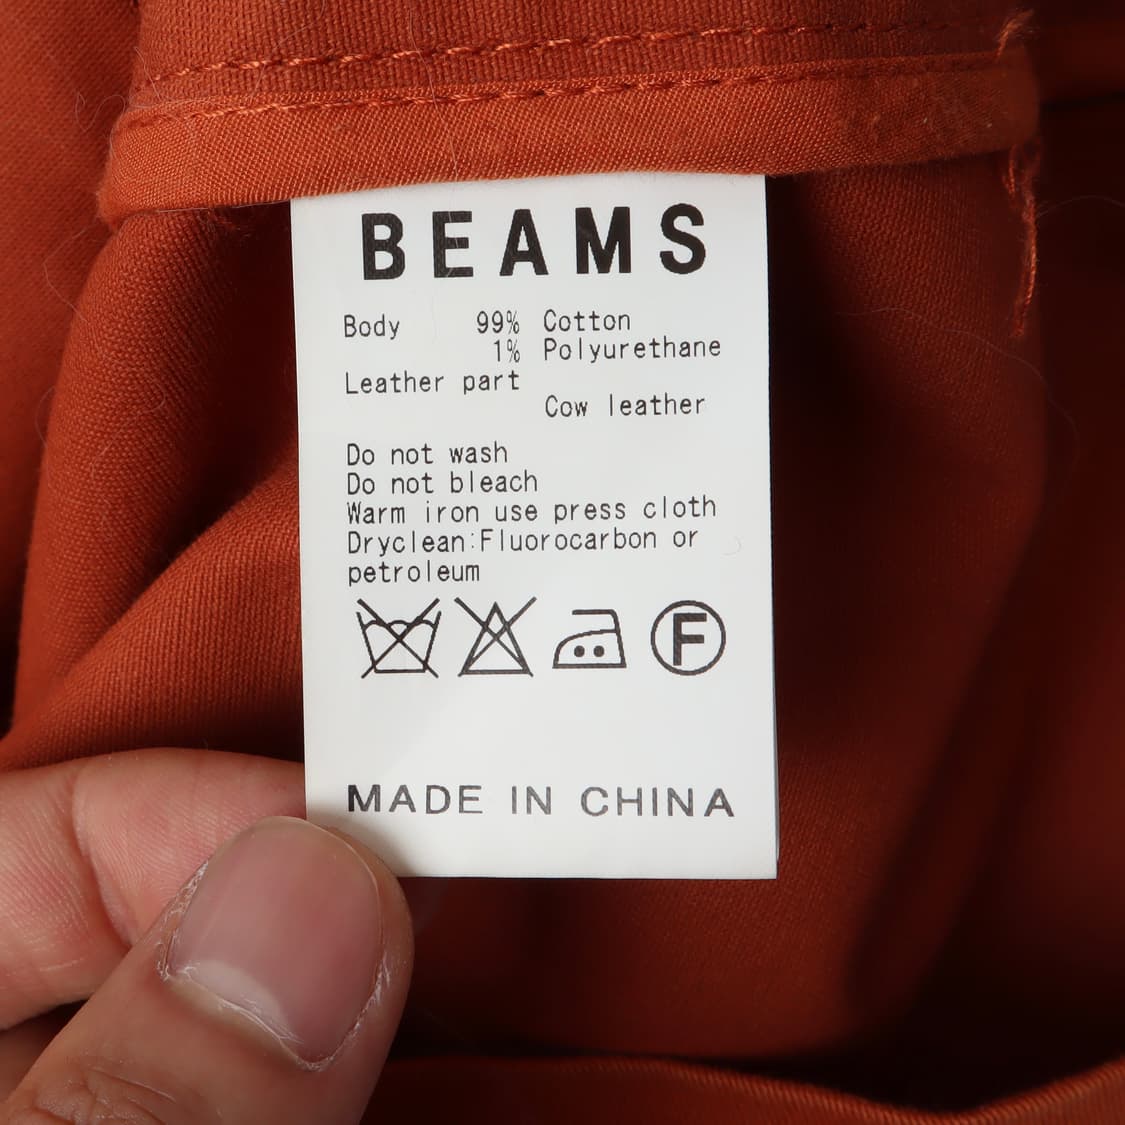 BEAMS
Body 99% Cotton
1% Polyurethane
Leather part
Cow leather
Do not wash
Do not bleach
Warm iron use press cloth
Dryclean:Fluorocarbon or
petroleum
F
MADE IN CHINA